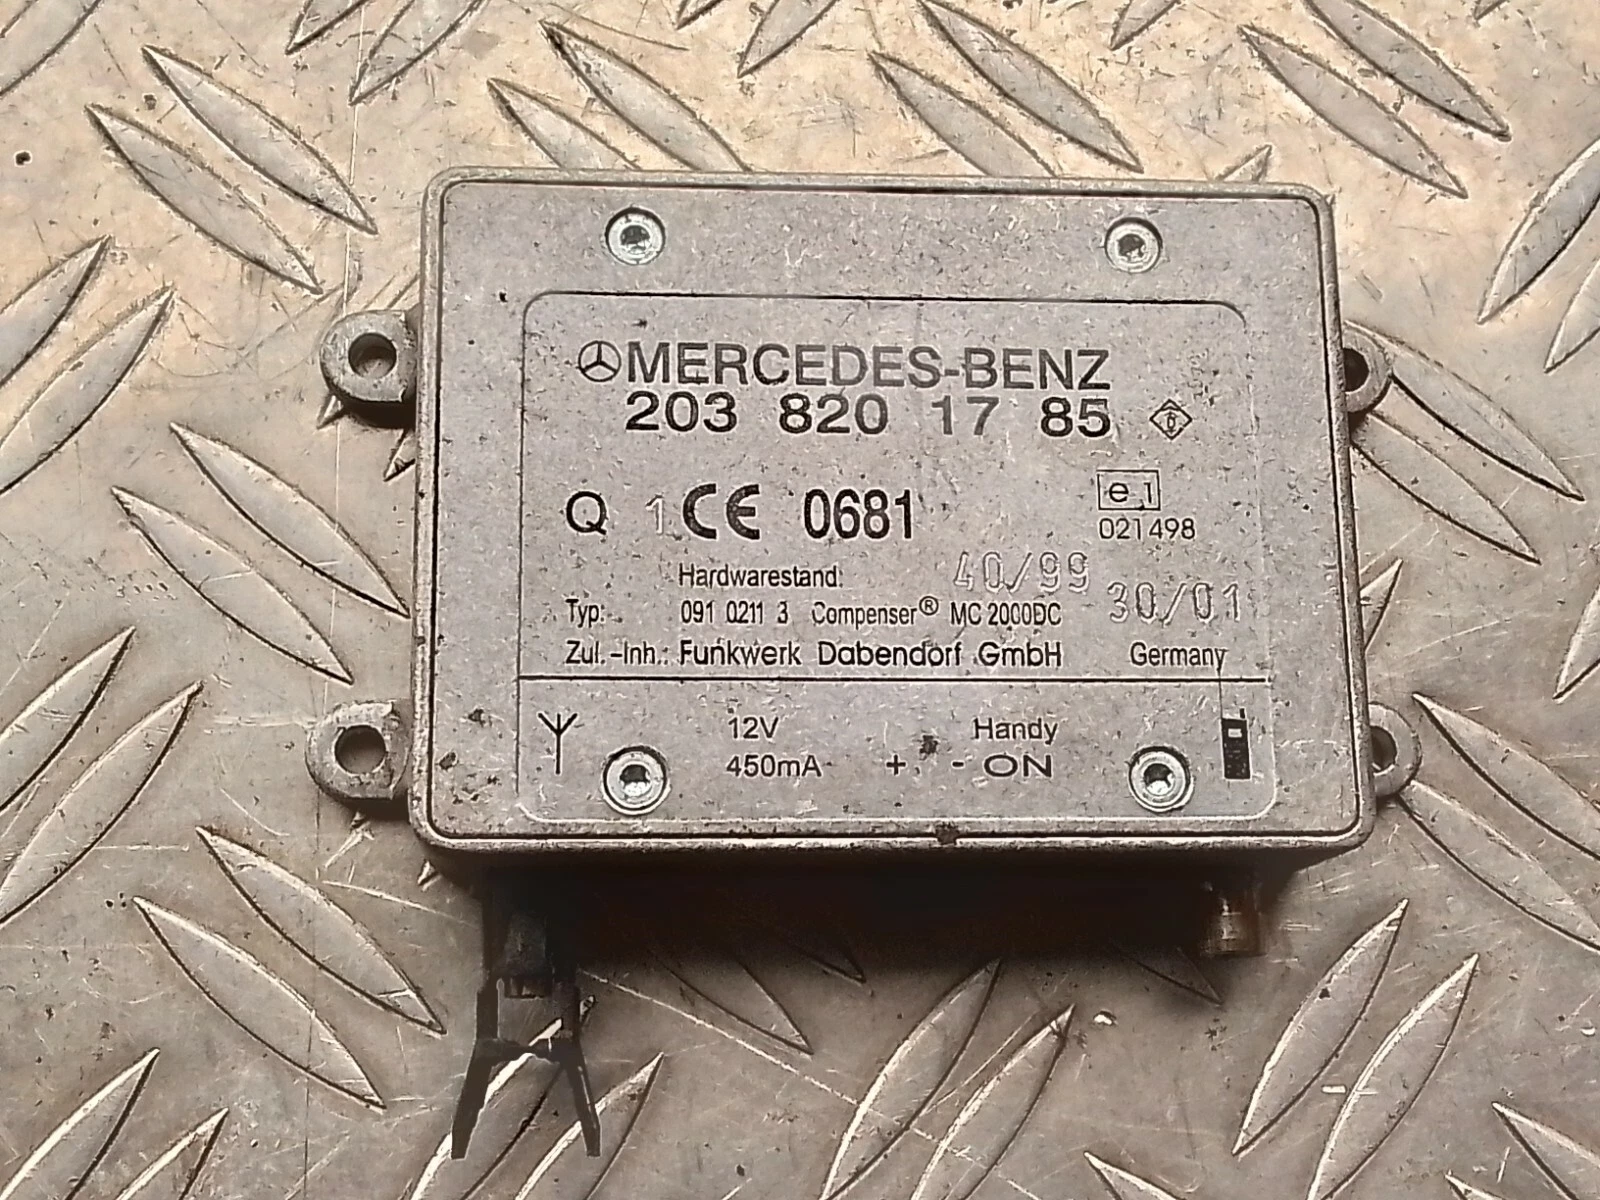 MERCEDES-BENZ
203 820 17 85
Q 1 CE 0681
e 1
021498
Hardwarestand: 40/99
Typ: 091 0211 3 Compenser® MC 2000DC 30/01
Zul.-Inh.: Funkwerk Dabendorf GmbH Germany
12V Handy
450mA + - ON